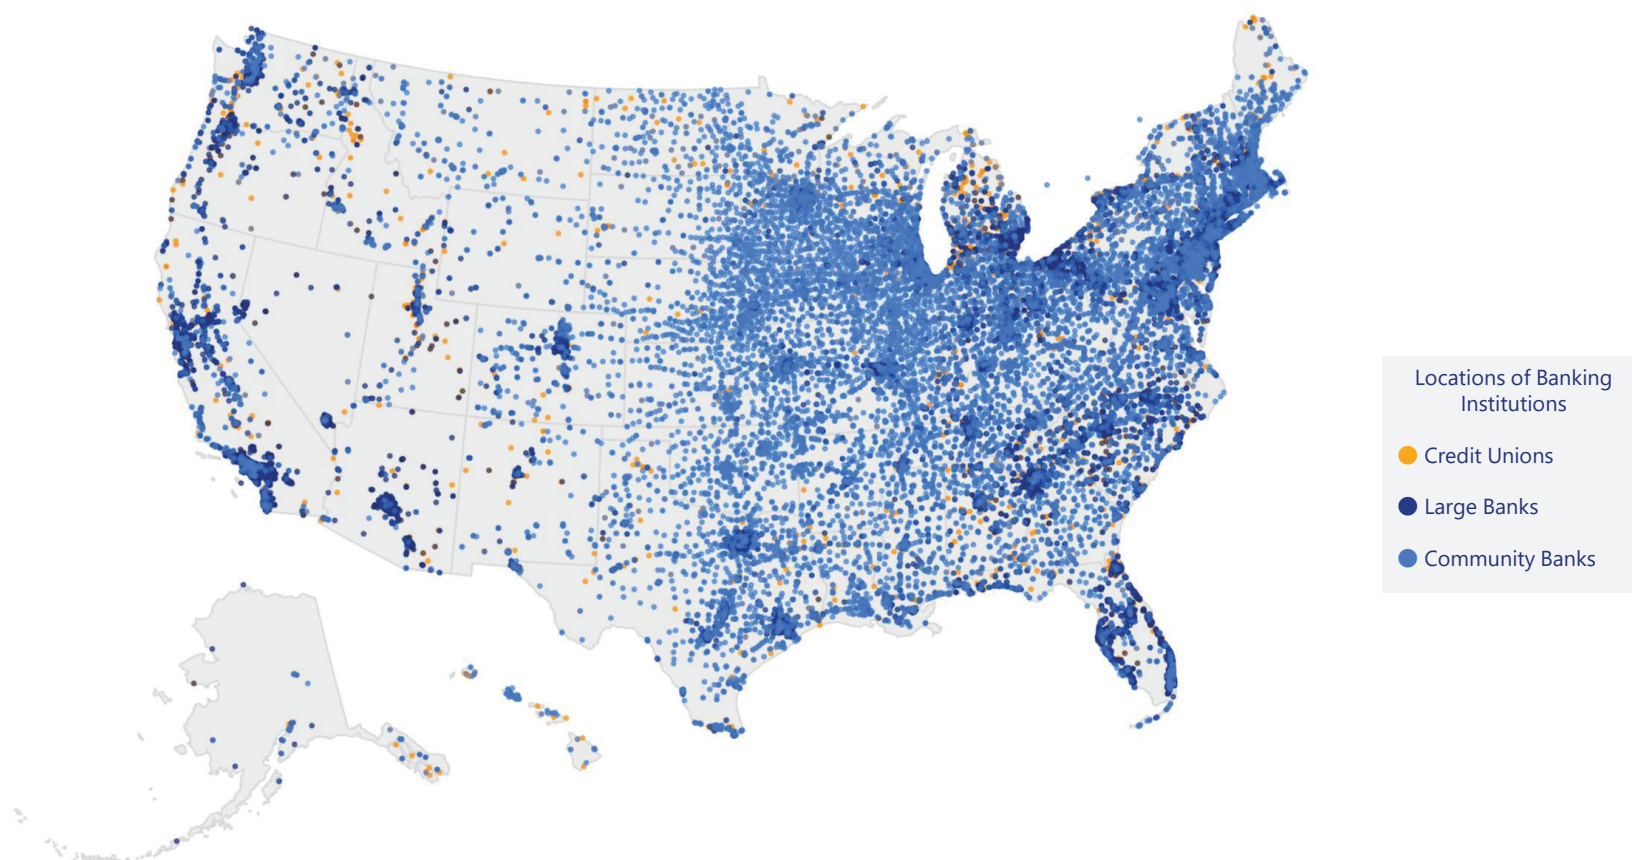 Locations of Banking
Institutions
Credit Unions
Large Banks
Community Banks